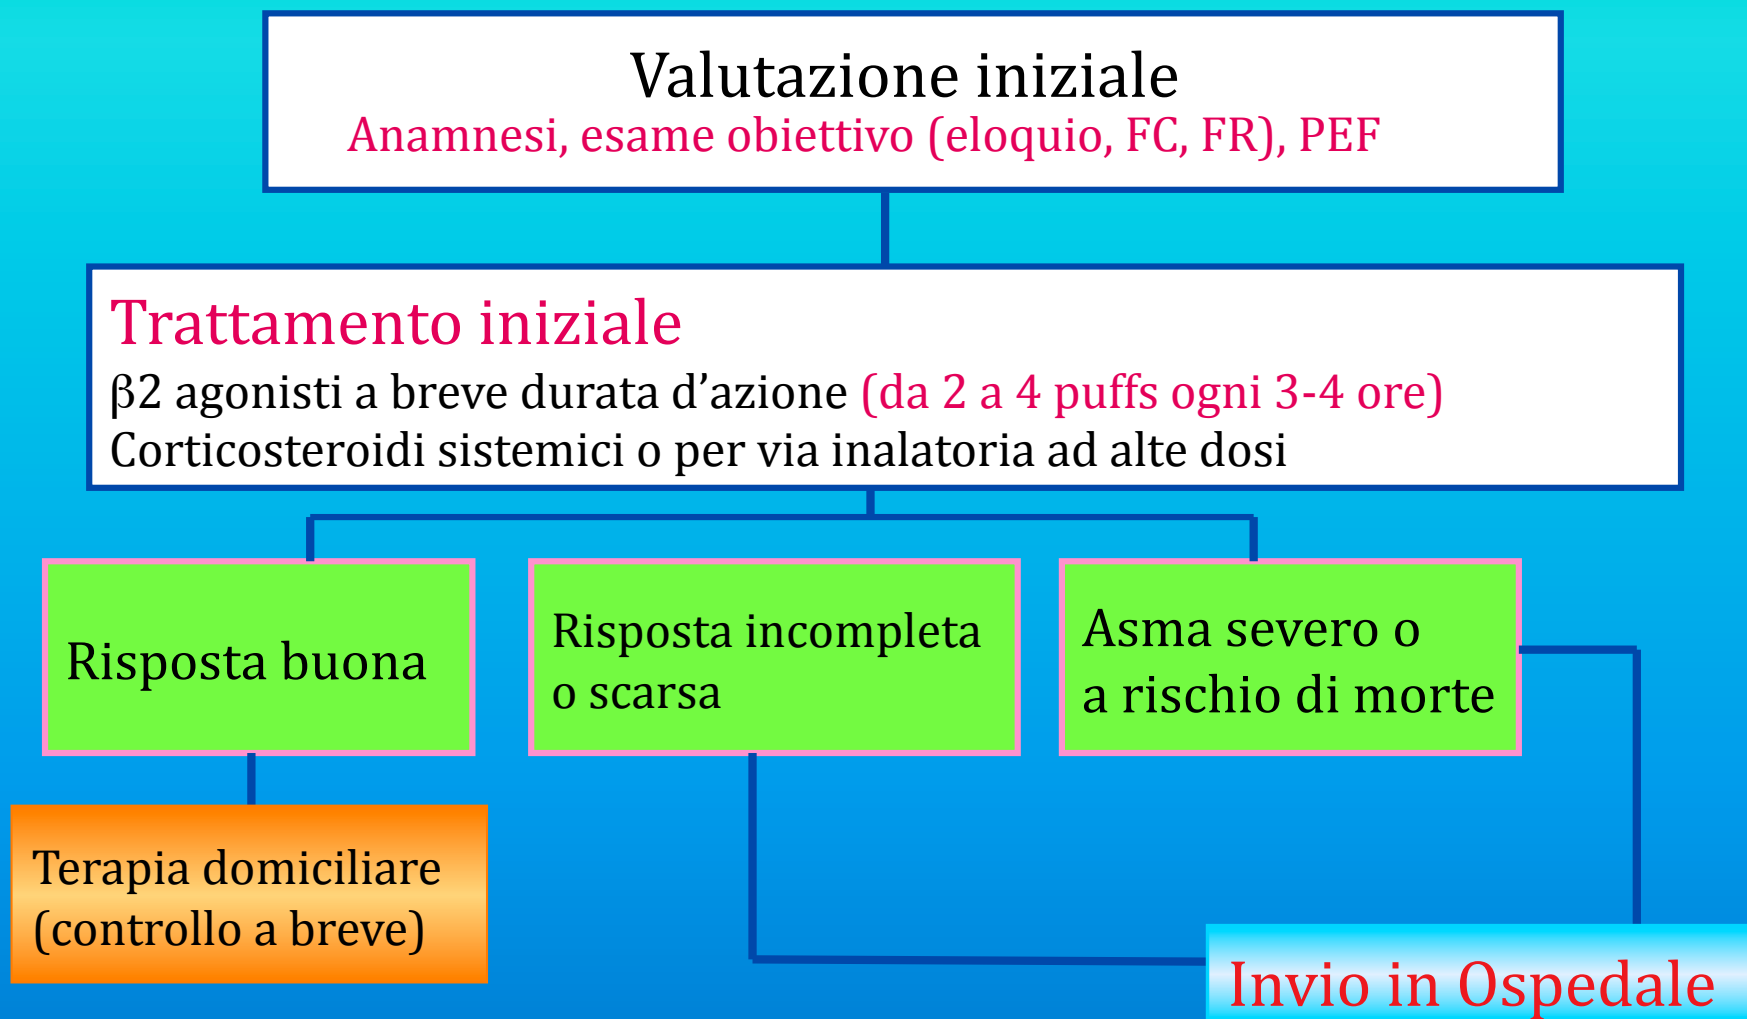 Valutazione iniziale
Anamnesi, esame obiettivo (eloquio, FC, FR), PEF
Trattamento iniziale
β2 agonisti a breve durata d’azione (da 2 a 4 puffs ogni 3-4 ore)
Corticosteroidi sistemici o per via inalatoria ad alte dosi
Risposta buona
Risposta incompleta
o scarsa
Asma severo o
a rischio di morte
Terapia domiciliare
(controllo a breve)
Invio in Ospedale